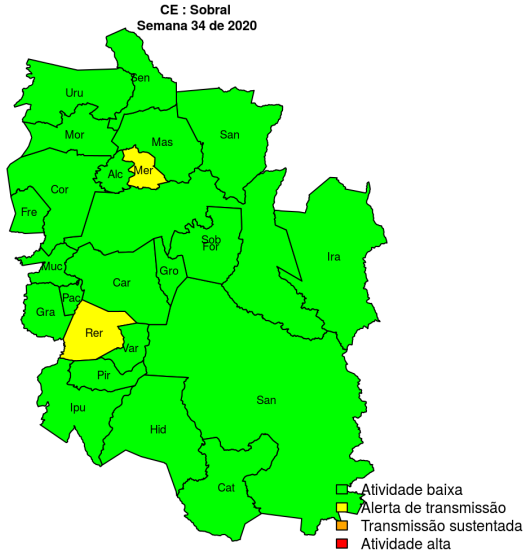 CE : Sobral
Semana 34 de 2020
Sen
Uru
Mor
Mas
San
Alc
Mer
Cor
Fre
Sob
For
Ira
Muc
Gro
Car
Pac
Gra
Rer
Var
Pir
San
Ipu
Hid
Cat
Atividade baixa
Alerta de transmissão
Transmissão sustentada
Atividade alta